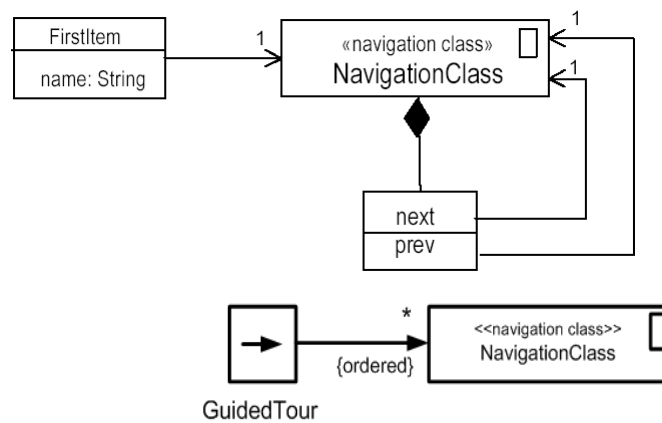 FirstItem
name: String
1
«navigation class»
NavigationClass
1
1
next
prev
*
{ordered}
<<navigation class>>
NavigationClass
GuidedTour